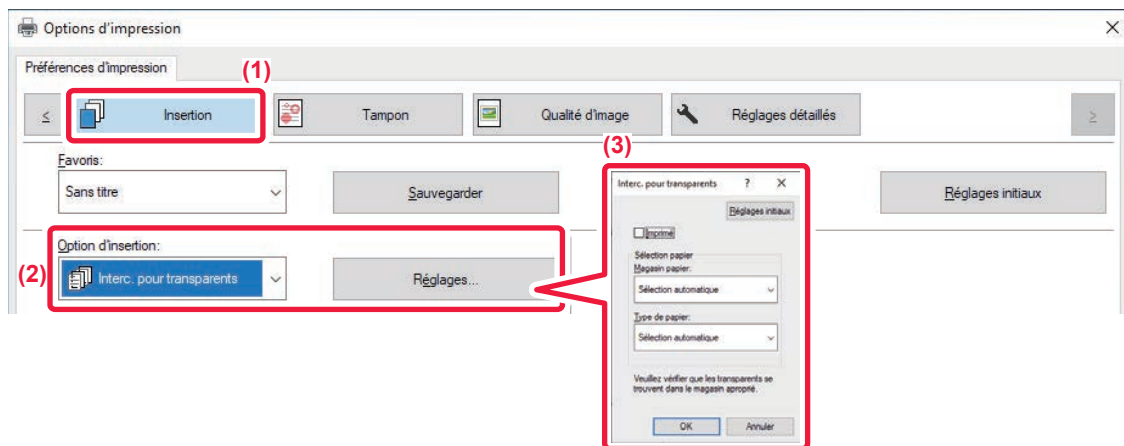 Options d'impression
Préférences d'impression
(1)
<
Insertion
Tampon
Qualité d'image
Réglages détaillés
>
(3)
Favoris:
Sans titre
Sauvegarder
Réglages initiaux
(2)
Option d'insertion:
Interc. pour transparents
Réglages...
Interc. pour transparents ? X
Réglages initiaux
Imprimé
Sélection papier
Magasin papier:
Sélection automatique
Type de papier:
Sélection automatique
Veuillez vérifier que les transparents se
trouvent dans le magasin aproprié.
OK
Annuler